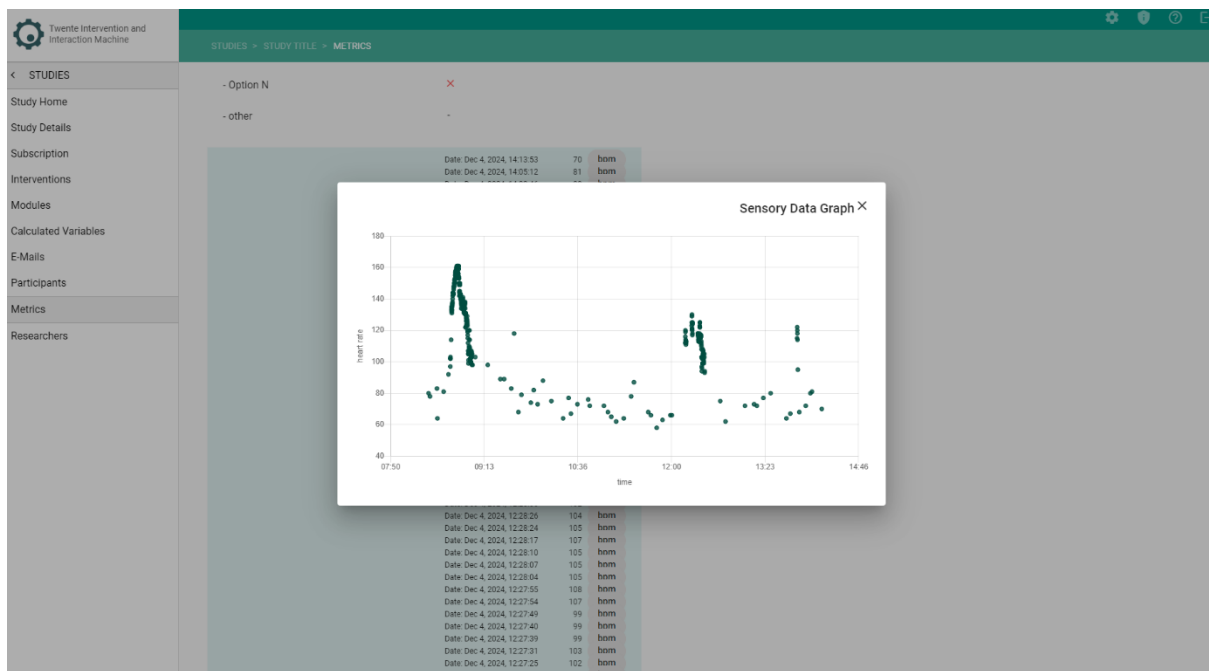 Twente Intervention and
Interaction Machine
STUDIES > STUDY TITLE > METRICS
< STUDIES
Study Home
Study Details
Subscription
Interventions
Modules
Calculated Variables
E-Mails
Participants
Metrics
Researchers
- Option N ×
- other -
Date: Dec 4, 2024, 14:13:53 70 bpm
Date: Dec 4, 2024, 14:05:12 81 bpm
Sensory Data Graph ×
180
160
140
120
100
80
60
40
heart rate
07:50 09:13 10:36 12:00 13:23 14:46
time
Date: Dec 4, 2024, 12:28:26 104 bpm
Date: Dec 4, 2024, 12:28:24 105 bpm
Date: Dec 4, 2024, 12:28:17 107 bpm
Date: Dec 4, 2024, 12:28:10 105 bpm
Date: Dec 4, 2024, 12:28:07 105 bpm
Date: Dec 4, 2024, 12:28:04 105 bpm
Date: Dec 4, 2024, 12:27:55 108 bpm
Date: Dec 4, 2024, 12:27:54 107 bpm
Date: Dec 4, 2024, 12:27:49 99 bpm
Date: Dec 4, 2024, 12:27:40 99 bpm
Date: Dec 4, 2024, 12:27:39 99 bpm
Date: Dec 4, 2024, 12:27:31 103 bpm
Date: Dec 4, 2024, 12:27:25 102 bpm